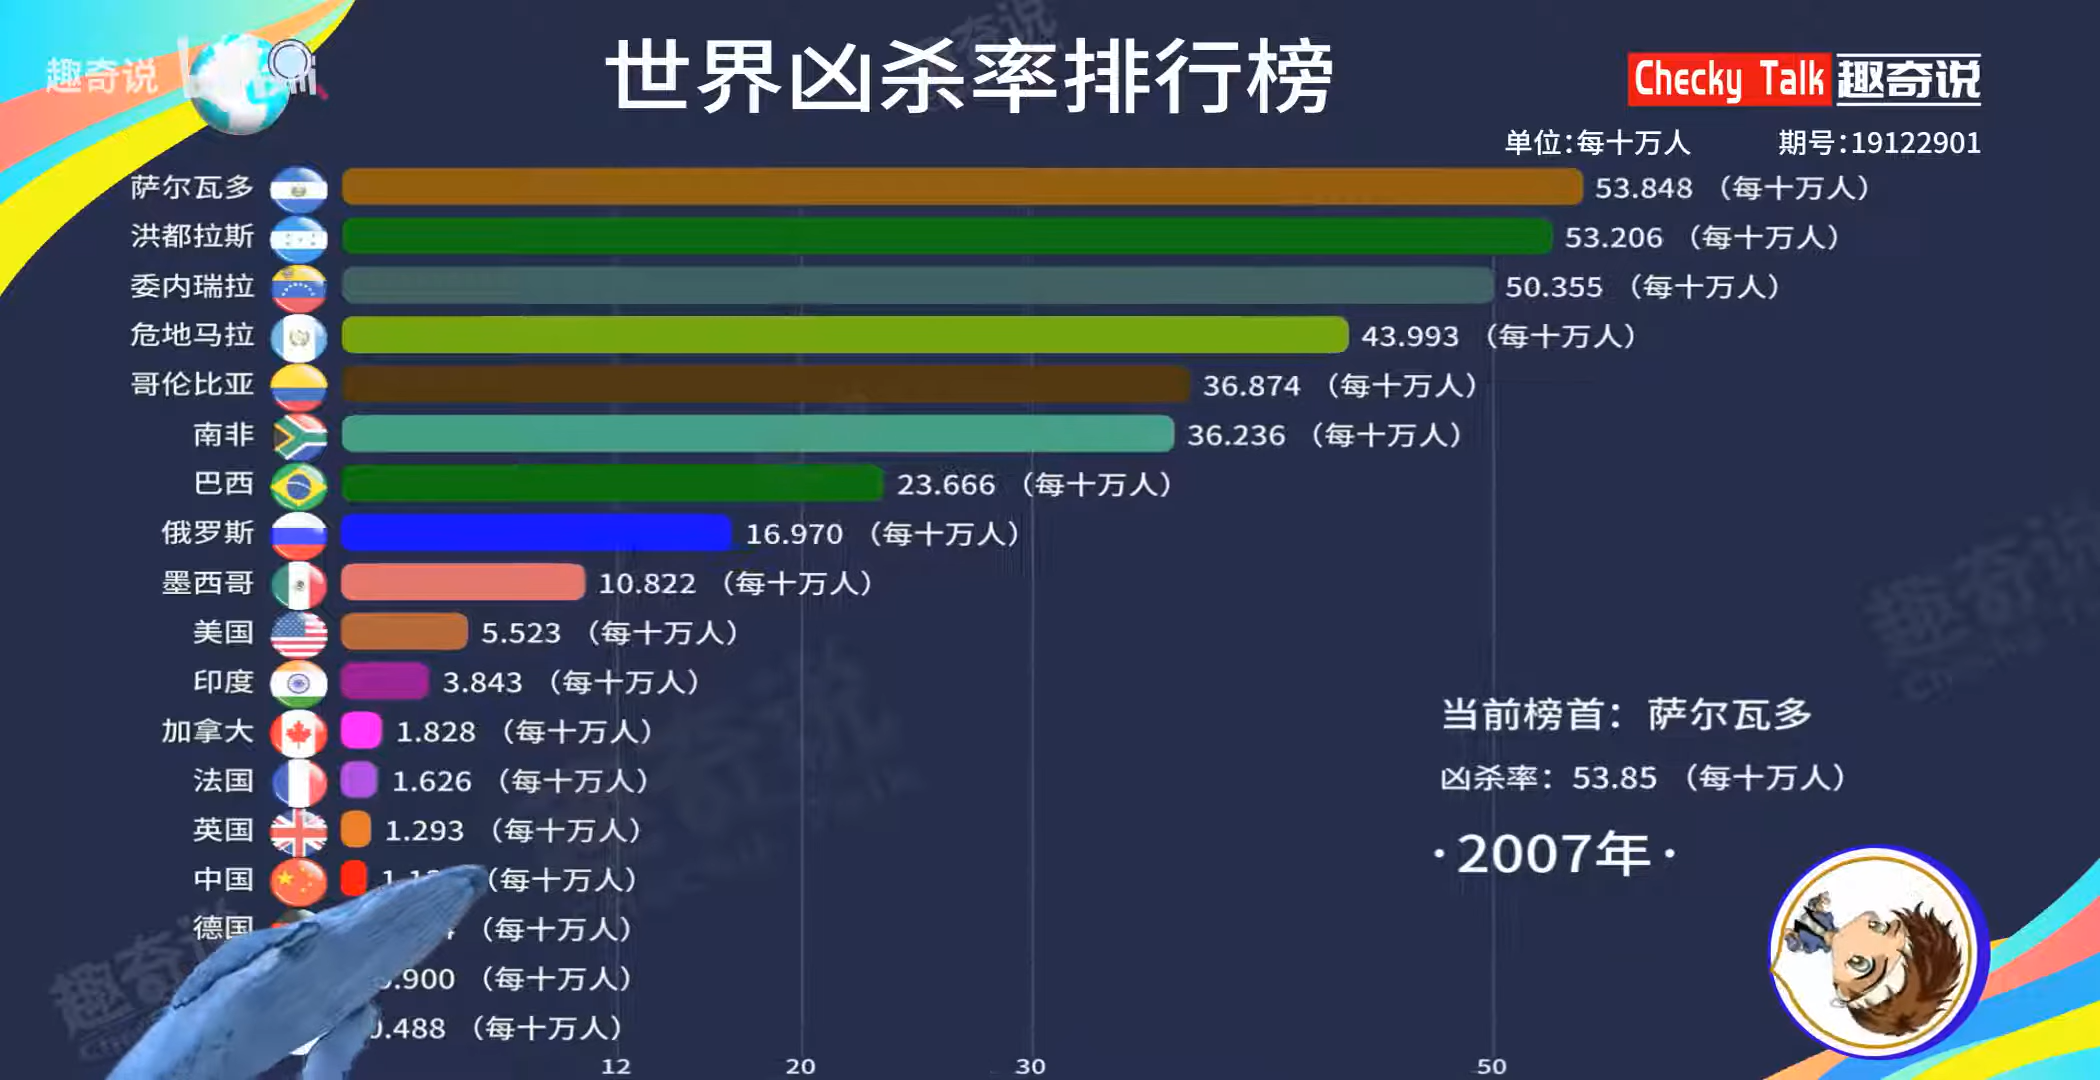 趣奇说
世界凶杀率排行榜
Checky Talk 趣奇说
单位:每十万人 期号:19122901
萨尔瓦多 53.848 (每十万人)
洪都拉斯 53.206 (每十万人)
委内瑞拉 50.355 (每十万人)
危地马拉 43.993 (每十万人)
哥伦比亚 36.874 (每十万人)
南非 36.236 (每十万人)
巴西 23.666 (每十万人)
俄罗斯 16.970 (每十万人)
墨西哥 10.822 (每十万人)
美国 5.523 (每十万人)
印度 3.843 (每十万人)
加拿大 1.828 (每十万人)
法国 1.626 (每十万人)
英国 1.293 (每十万人)
中国 (每十万人)
德国 (每十万人)
.900 (每十万人)
.488 (每十万人)
当前榜首: 萨尔瓦多
凶杀率: 53.85 (每十万人)
·2007年·
12 20 30 50